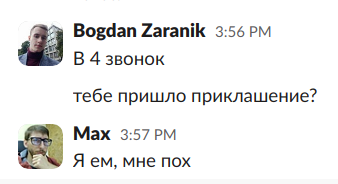 Bogdan Zaranik 3:56 PM
В 4 звонок
тебе пришло приклашение?
Max 3:57 PM
Я ем, мне пох